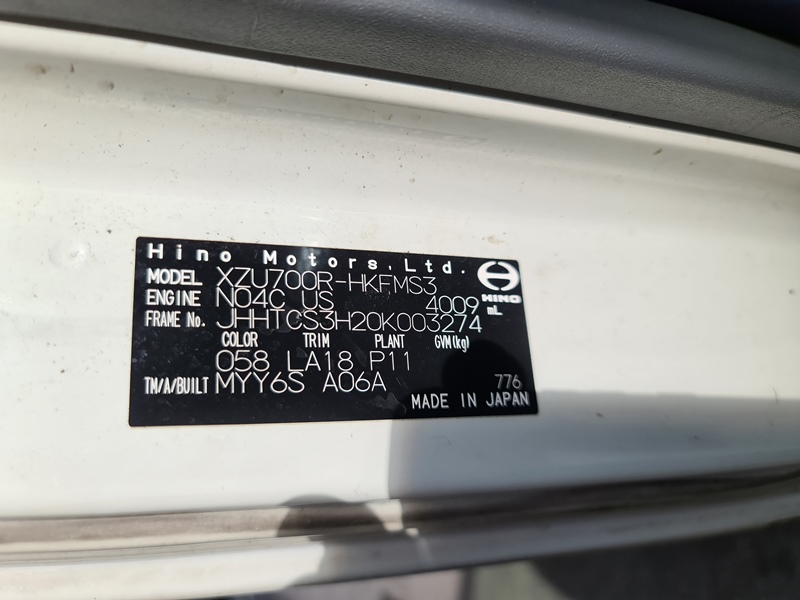 Hino Motors, Ltd.
HINO
MODEL XZU700R-HKFMS3
ENGINE N04C US 4009 mL
FRAME No. JHHTCS3H20K003274
COLOR TRIM PLANT GVM(kg)
058 LA18 P11
TM/A/BUILT MYY6S A06A 776
MADE IN JAPAN